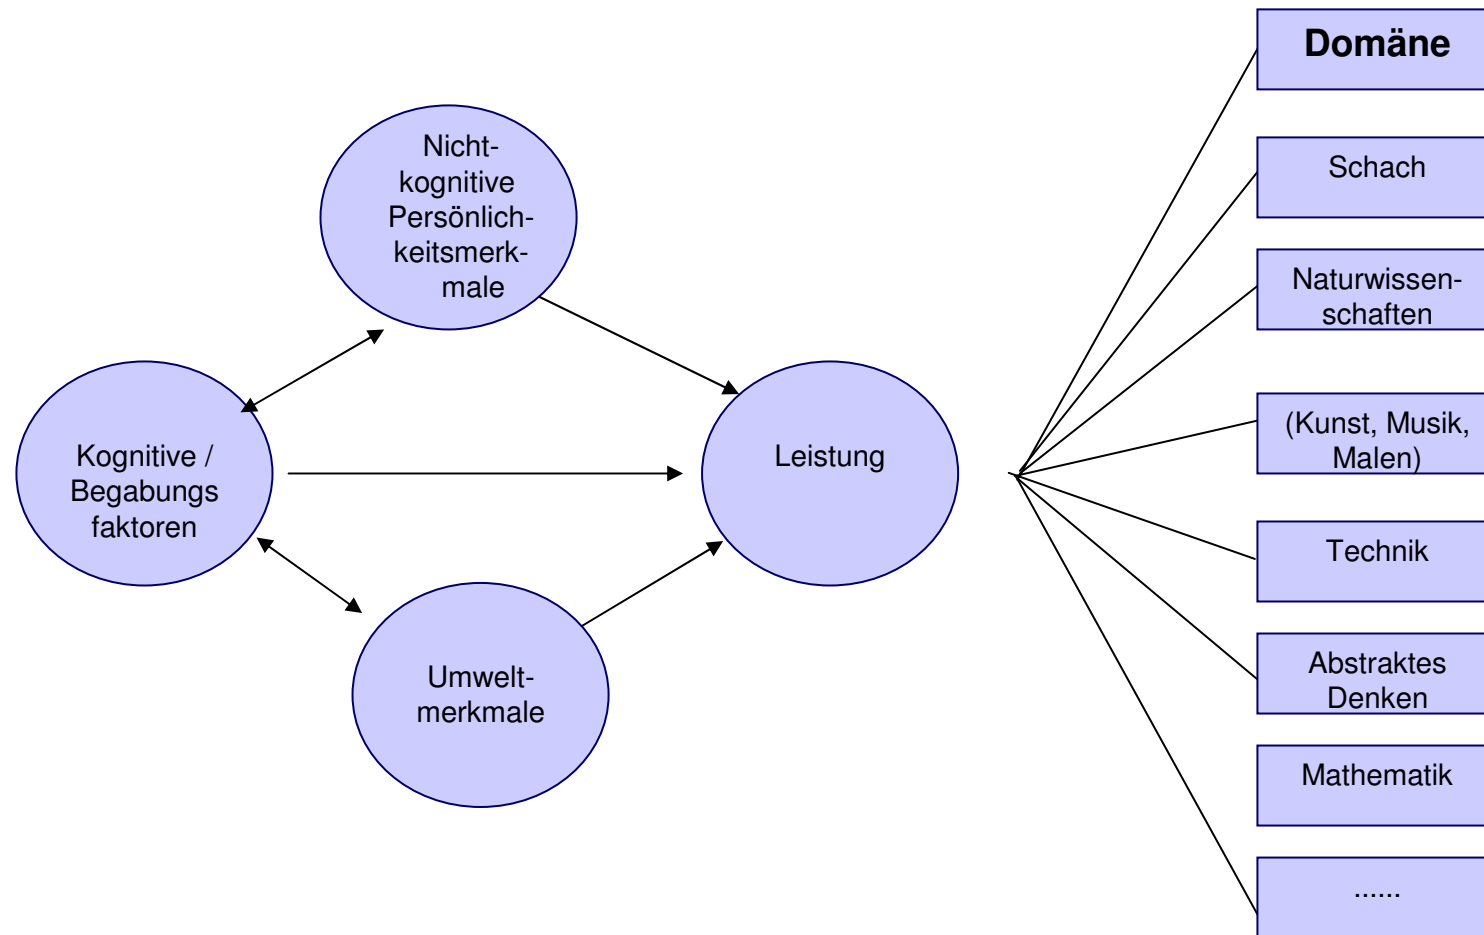 Nicht-
kognitive
Persönlich-
keitsmerk-
male
Kognitive /
Begabungs
faktoren
Umwelt-
merkmale
Leistung
Domäne
Schach
Naturwissen-
schaften
(Kunst, Musik,
Malen)
Technik
Abstraktes
Denken
Mathematik
......